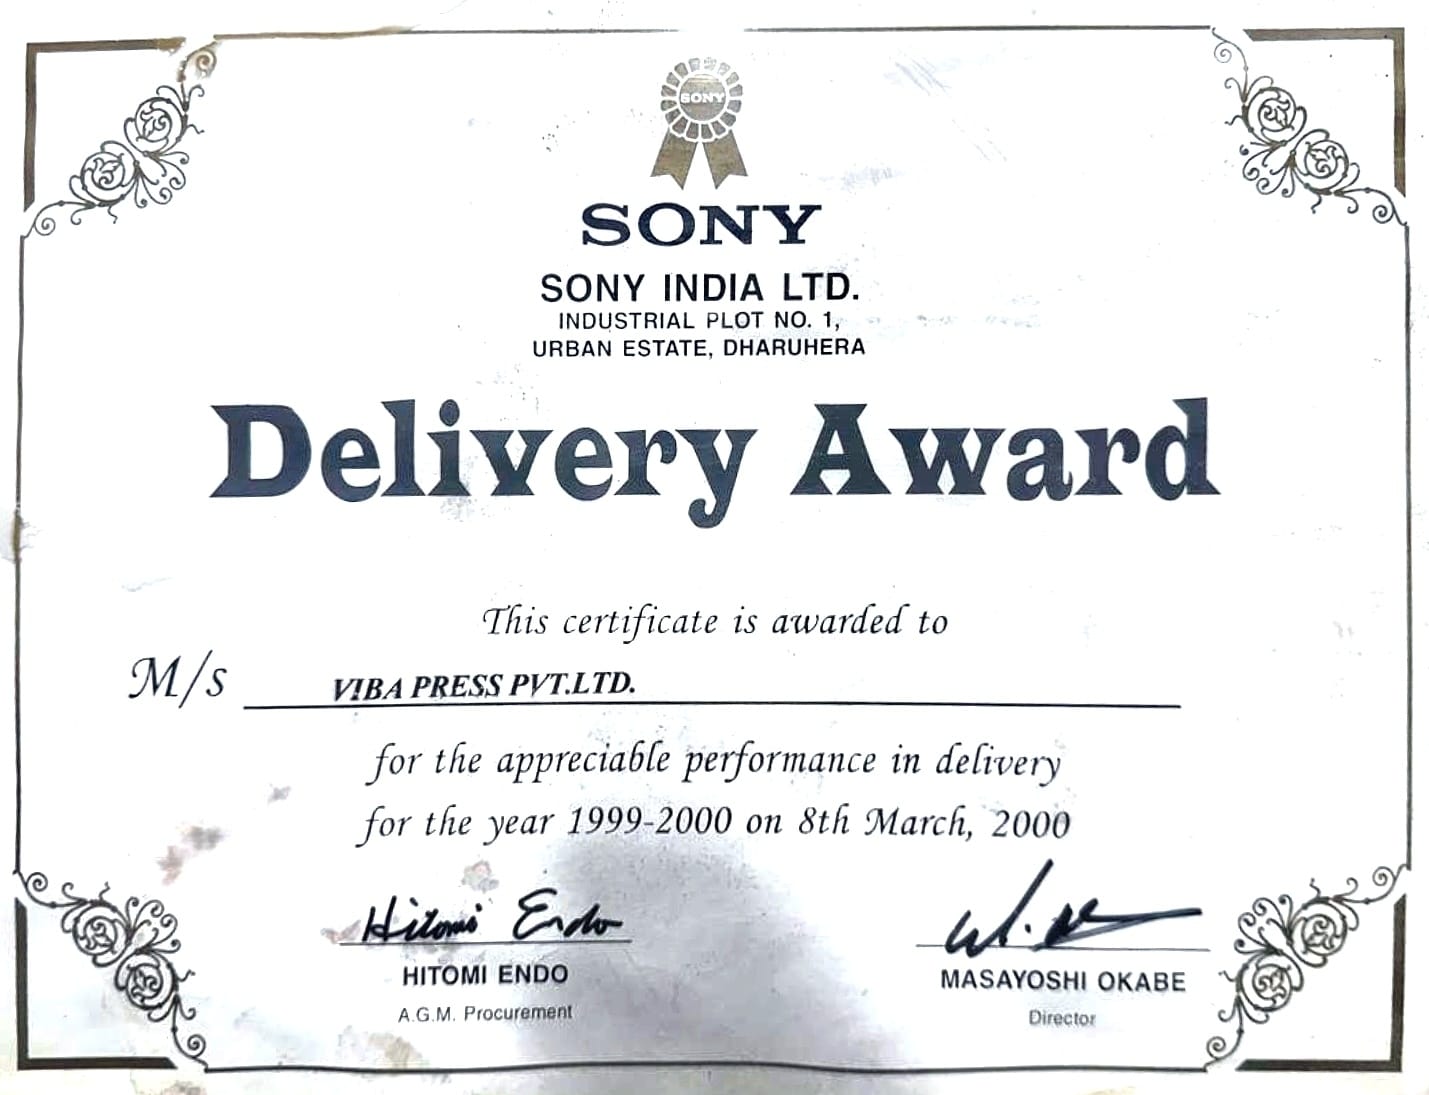 SONY
SONY
SONY INDIA LTD.
INDUSTRIAL PLOT NO. 1,
URBAN ESTATE, DHARUHERA
Delivery Award
This certificate is awarded to
M/s VIBA PRESS PVT.LTD.
for the appreciable performance in delivery
for the year 1999-2000 on 8th March, 2000
Hitomi Endo
HITOMI ENDO
A.G.M. Procurement
MASAYOSHI OKABE
Director